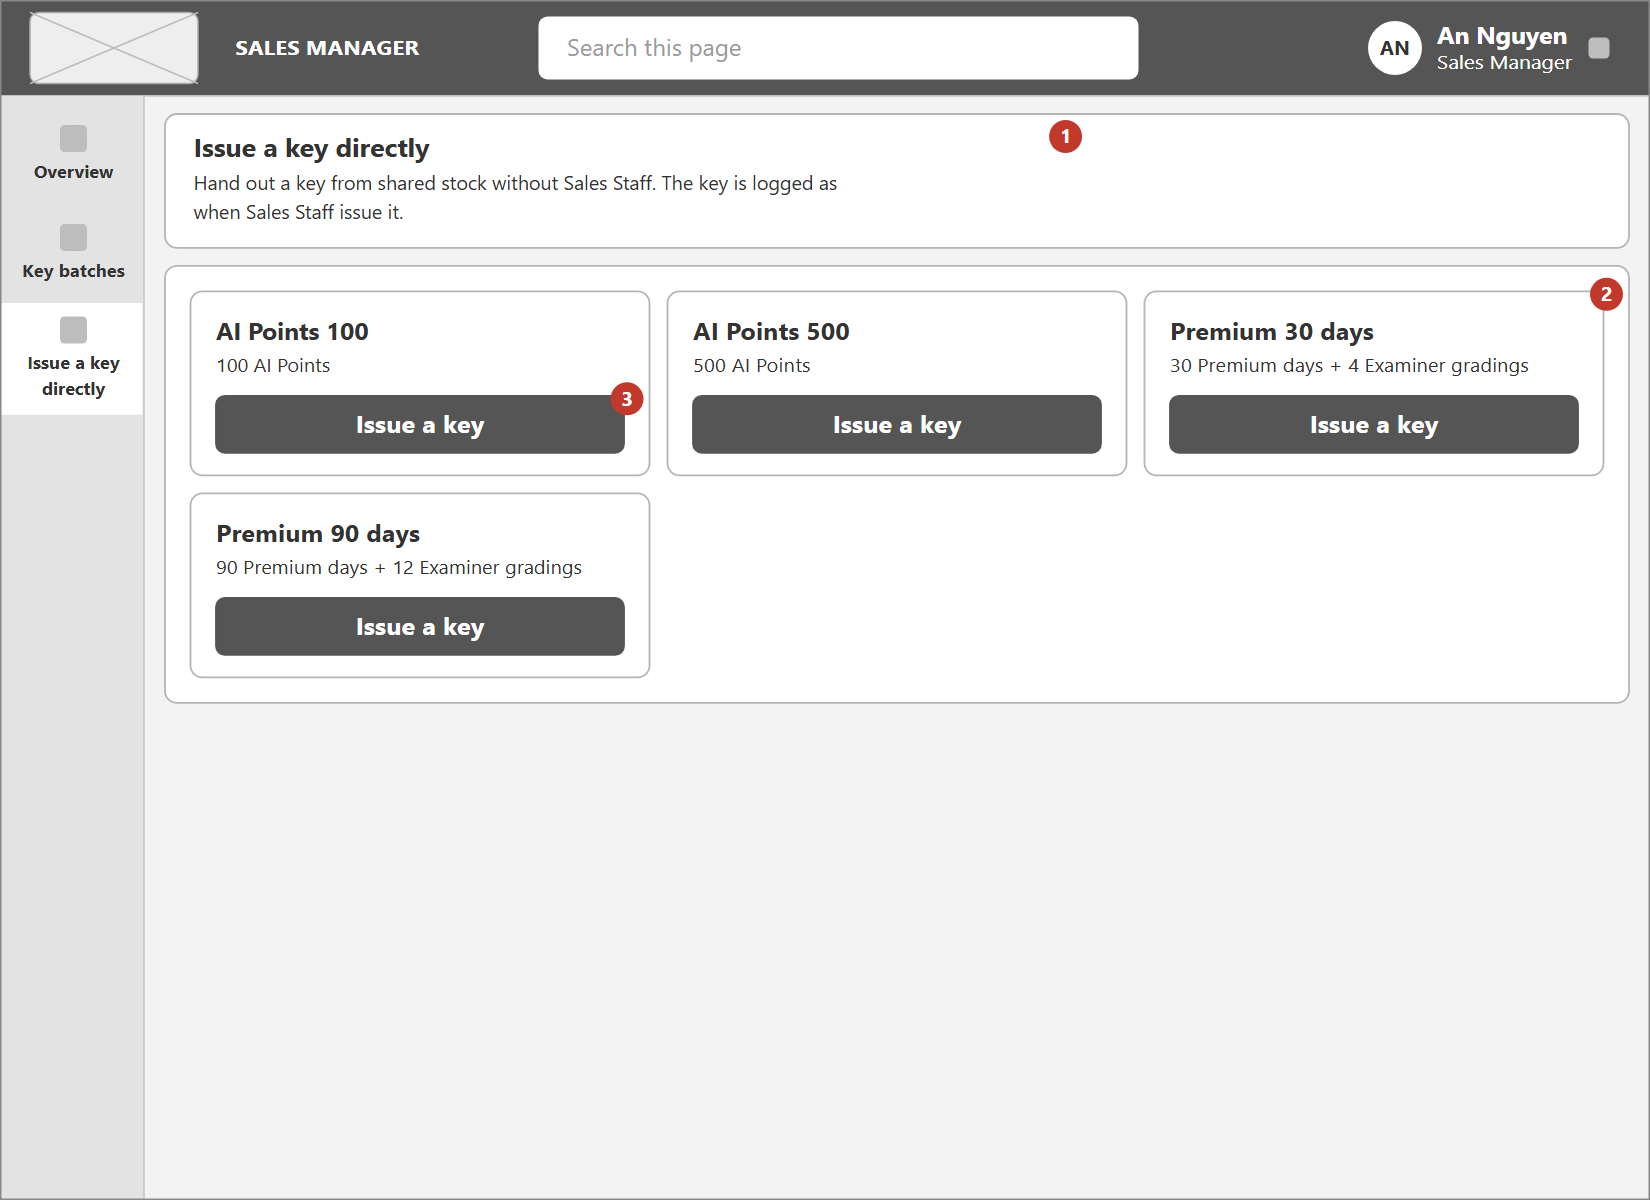 SALES MANAGER
Search this page
AN
An Nguyen
Sales Manager
Overview
Key batches
Issue a key
directly
Issue a key directly
1
Hand out a key from shared stock without Sales Staff. The key is logged as
when Sales Staff issue it.
2
AI Points 100
100 AI Points
3
Issue a key
AI Points 500
500 AI Points
Issue a key
Premium 30 days
30 Premium days + 4 Examiner gradings
Issue a key
Premium 90 days
90 Premium days + 12 Examiner gradings
Issue a key